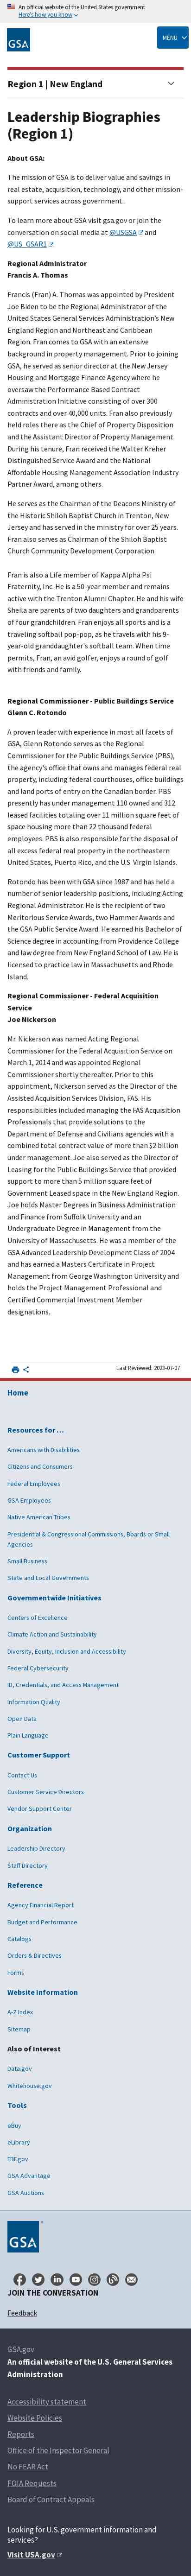 An official website of the United States government
Here's how you know
GSA
MENU
Region 1 | New England
Leadership Biographies
(Region 1)
About GSA:
The mission of GSA is to deliver value and savings in
real estate, acquisition, technology, and other mission-
support services across government.
To learn more about GSA visit gsa.gov or join the
conversation on social media at @USGSA and
@US_GSAR1.
Regional Administrator
Francis A. Thomas
Francis (Fran) A. Thomas was appointed by President
Joe Biden to be the Regional Administrator of the
United States General Services Administration's New
England Region serving Northeast and Caribbean
Region. Fran comes to the role with years of
experience in portfolio management. Prior to joining
GSA, he served as the Executive Director at New
Jersey Housing and Mortgage Finance Agency where
he oversaw the Performance Based Contract
Administration Initiatives consisting of over 300
contracts and over 40,000 units. Fran also previously
served in roles as the Chief of Property Disposition
and the Assistant Director of Property Management.
During his tenure he received the Walter Kreher
Distinguished Service Award and the National
Affordable Housing Management Association Industry
Partner award, among others.
He serves as the Chairman of the Deacons Ministry of
the Historic Shiloh Baptist Church in Trenton, New
Jersey and has served in the ministry for over 25 years.
Fran also serves as Chairman of the Shiloh Baptist
Church Community Development Corporation.
Fran is also a Life member of Kappa Alpha Psi
Fraternity, Inc. He is a 50-year member and remains
active with the Trenton Alumni Chapter. He and his wife
Sheila are parents of two daughters and grandparents
of four grandchildren. Fran enjoys all sports and is a
traveling softball pop-pop, as he travels with his 9-
year-old granddaughter's softball team. When time
permits, Fran, an avid golfer, enjoys a round of golf
with friends and family.
Regional Commissioner - Public Buildings Service
Glenn C. Rotondo
A proven leader with experience in most all facets of
GSA, Glenn Rotondo serves as the Regional
Commissioner of the Public Buildings Service (PBS),
the agency's third largest by asset count. PBS designs,
builds, manages, and maintains a variety of property
types, including federal courthouses, office buildings,
and land ports of entry on the Canadian border. PBS
presently has under management 110 owned and 312
leased facilities totaling over 11 million square feet of
space housing more than 22 thousand federal
employees. PBS is also responsible for the disposal of
excess and underused property in the northeastern
United States, Puerto Rico, and the U.S. Virgin Islands.
Rotondo has been with GSA since 1987 and has held a
number of senior leadership positions including Acting
Regional Administrator. He is the recipient of two
Meritorious Service Awards, two Hammer Awards, and
the GSA Public Service Award. He earned his Bachelor
of Science degree in accounting from Providence College
and law degree from New England School of Law. He is
licensed to practice law in Massachusetts and Rhode
Island.
Regional Commissioner - Federal Acquisition
Service
Joe Nickerson
Mr. Nickerson was named Acting Regional
Commissioner for the Federal Acquisition Service on
March 1, 2014 and was appointed Regional
Commissioner on October 5, 2014. Prior to this
appointment, Nickerson served as the Director of the
Assisted Acquisition Services Division, FAS. His
responsibilities included managing the FAS Acquisition
Professionals that provide solutions to the
Department of Defense and Civilian agencies with a
combined total of almost one billion dollars of work
under management. Joe has also served as Director of
Leasing for the Public Buildings Service that provided
support with more than 5 million square feet of
Government Lease space in the New England Region.
Joe holds Master Degrees in Business Administration
and Finance from Umass and an Undergraduate
Degree in Management from the University of
Massachusetts. He was a member of the GSA Advanced
Leadership Development Class of 2004 and earned a
Masters Certificate in Project Management from
George Washington University and holds the Project
Management Professional and Certified Commercial
Investment Member designations.
Last Reviewed: 2023-07-07
Home
Resources for …
Americans with Disabilities
Citizens and Consumers
Federal Employees
GSA Employees
Native American Tribes
Presidential & Congressional Commissions, Boards or Small
Agencies
Small Business
State and Local Governments
Governmentwide Initiatives
Centers of Excellence
Climate Action and Sustainability
Diversity, Equity, Inclusion and Accessibility
Federal Cybersecurity
ID, Credentials, and Access Management
Information Quality
Open Data
Plain Language
Customer Support
Contact Us
Customer Service Directors
Vendor Support Center
Organization
Leadership Directory
Staff Directory
Reference
Agency Financial Report
Budget and Performance
Catalogs
Orders & Directives
Forms
Website Information
A-Z Index
Sitemap
Also of Interest
Data.gov
Whitehouse.gov
Tools
eBuy
eLibrary
FBF.gov
GSA Advantage
GSA Auctions
GSA
JOIN THE CONVERSATION
Feedback
GSA.gov
An official website of the U.S. General Services
Administration
Accessibility statement
Website Policies
Reports
Office of the Inspector General
No FEAR Act
FOIA Requests
Board of Contract Appeals
Looking for U.S. government information and
services?
Visit USA.gov